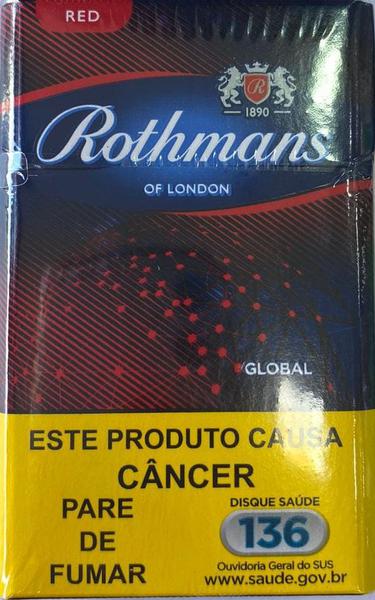 RED
R
1890
Rothmans
OF LONDON
GLOBAL
ESTE PRODUTO CAUSA
CÂNCER
PARE
DE
FUMAR
DISQUE SAÚDE
136
Ouvidoria Geral do SUS
www.saude.gov.br